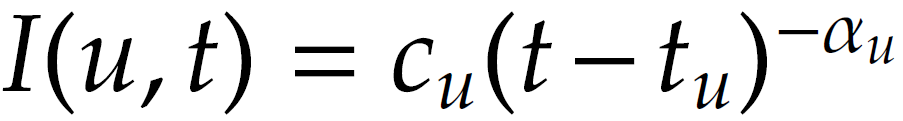 I(u, t) = c_u(t − t_u)^{−α_u}